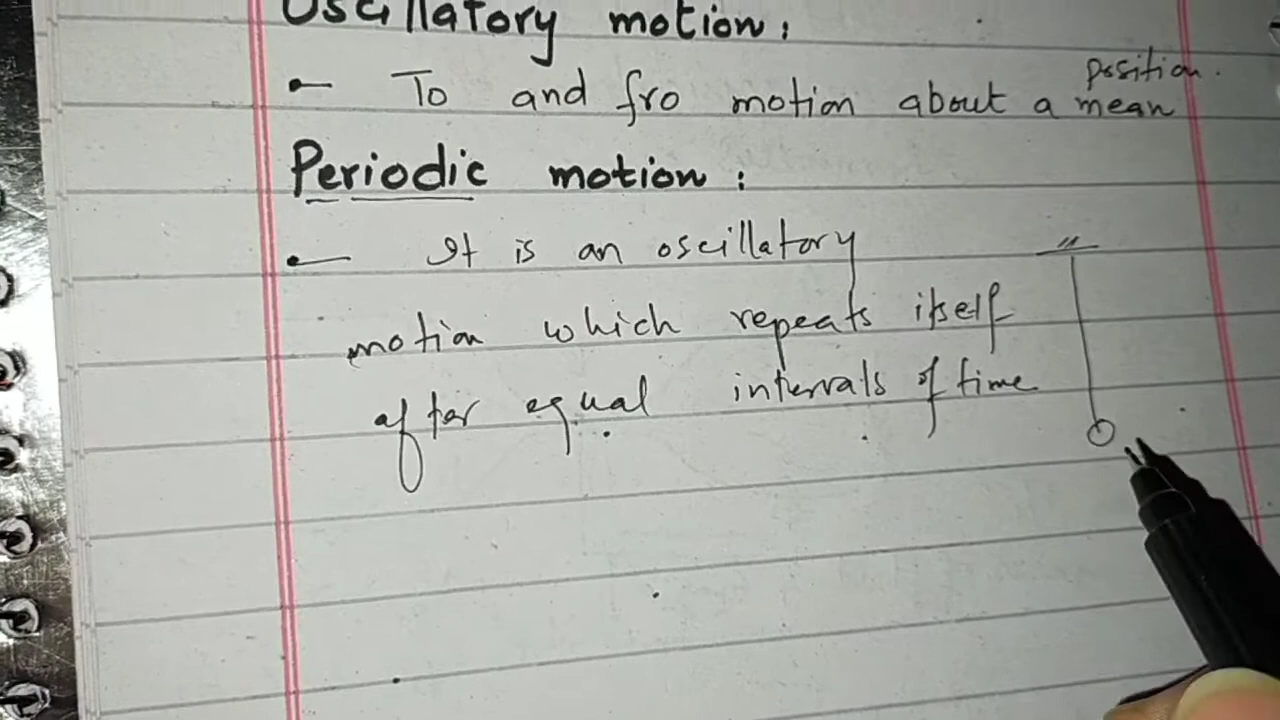 Oscillatory motion:
- To and fro motion about a mean position.
Periodic motion:
- It is an oscillatory
motion which repeats itself
after equal intervals of time